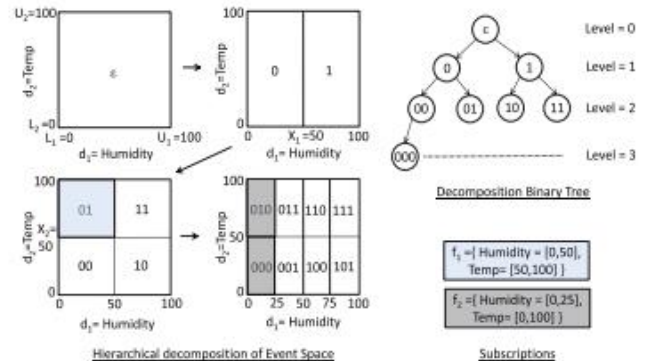 U₂=100
d₂=Temp
ε
L₂=0
L₁=0
U₁=100
d₁= Humidity
100
d₂=Temp
0
1
0
0
X₁=50
100
d₁= Humidity
100
d₂=Temp
01
11
X₂=
50
00
10
0
0
50
100
d₁= Humidity
100
d₂=Temp
010
011
110
111
50
000
001
100
101
0
0
25
50
75
100
d₁= Humidity
Hierarchical decomposition of Event Space
ε
Level = 0
0
1
Level = 1
00
01
10
11
Level = 2
000
Level = 3
Decomposition Binary Tree
f₁ ={ Humidity = [0,50],
Temp= [50,100] }
f₂ ={ Humidity = [0,25],
Temp= [0,100] }
Subscriptions